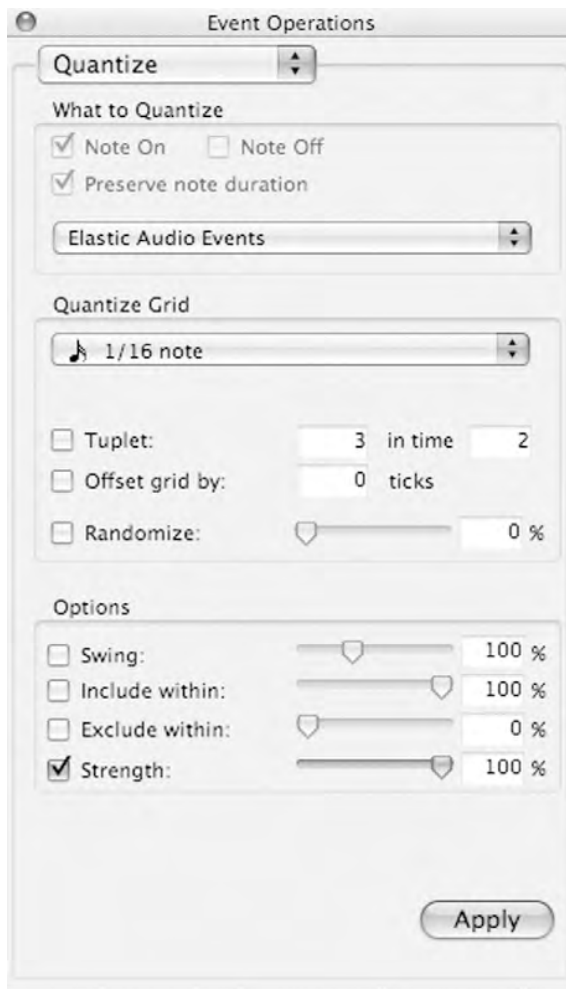 Event Operations
Quantize
What to Quantize
Note On Note Off
Preserve note duration
Elastic Audio Events
Quantize Grid
1/16 note
Tuplet: 3 in time 2
Offset grid by: 0 ticks
Randomize: 0 %
Options
Swing: 100 %
Include within: 100 %
Exclude within: 0 %
Strength: 100 %
Apply